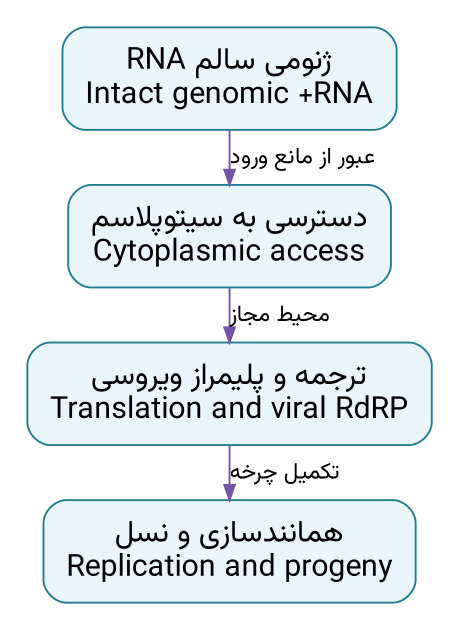 RNA ژنومی سالم
Intact genomic +RNA
عبور از مانع ورود
دسترسی به سیتوپلاسم
Cytoplasmic access
محیط مجاز
ترجمه و پلیمراز ویروسی
Translation and viral RdRP
تکمیل چرخه
همانندسازی و نسل
Replication and progeny